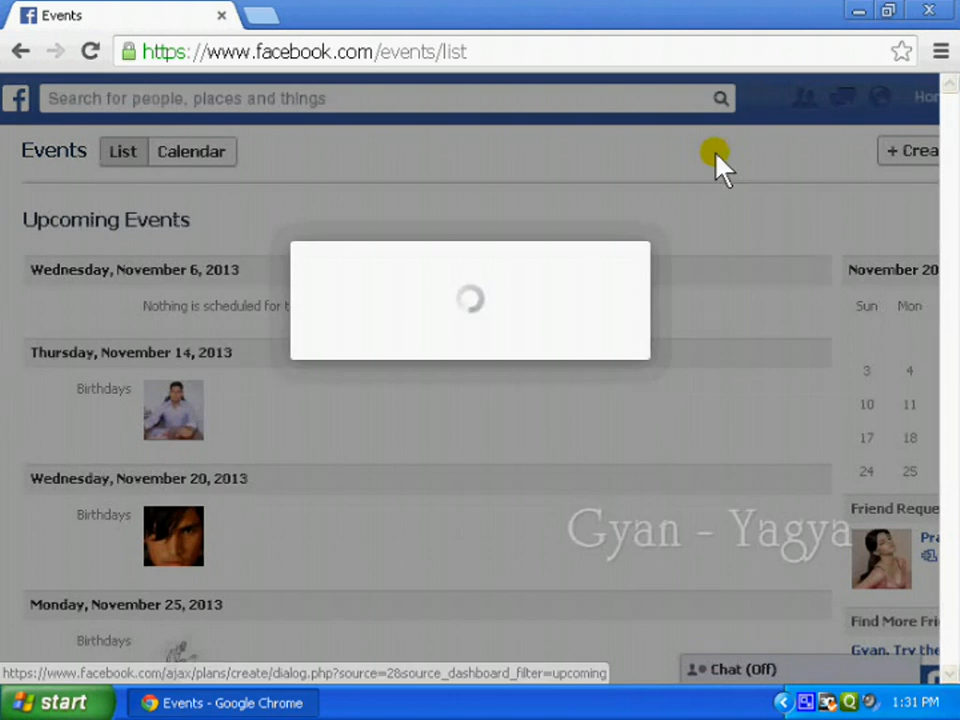 Events
https://www.facebook.com/events/list
Search for people, places and things
Hor
Events
List
Calendar
+ Crea
Upcoming Events
Wednesday, November 6, 2013
Nothing is scheduled for t
November 20
Sun Mon
3 4
10 11
17 18
24 25
Thursday, November 14, 2013
Birthdays
Wednesday, November 20, 2013
Birthdays
Gyan - Yagya
Friend Reque
Pra
Monday, November 25, 2013
Birthdays
Find More Frie
Gyan, Try the
Chat (Off)
https://www.facebook.com/ajax/plans/create/dialog.php?source=2&source_dashboard_filter=upcoming
start
Events - Google Chrome
1:31 PM